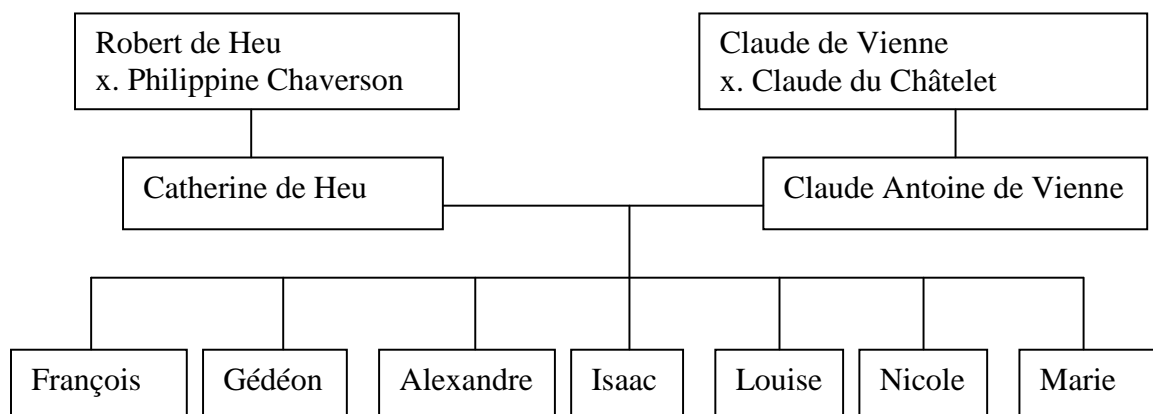 Robert de Heu
x. Philippine Chaverson
Claude de Vienne
x. Claude du Châtelet
Catherine de Heu
Claude Antoine de Vienne
François
Gédéon
Alexandre
Isaac
Louise
Nicole
Marie